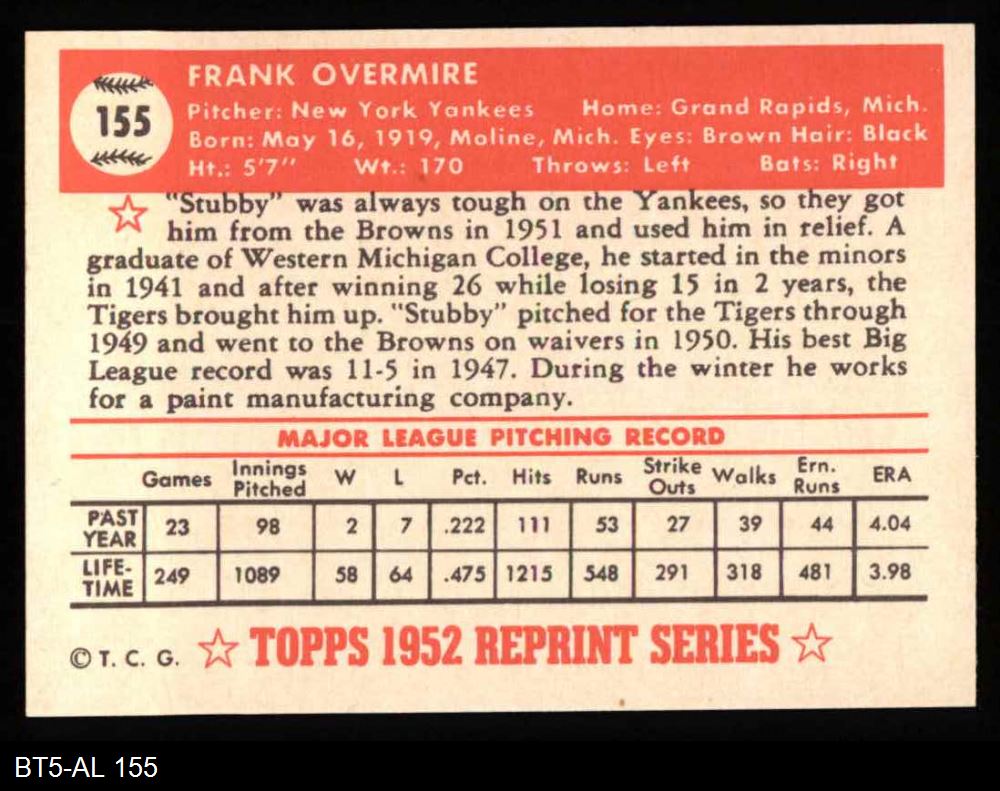 155
FRANK OVERMIRE
Pitcher: New York Yankees Home: Grand Rapids, Mich.
Born: May 16, 1919, Moline, Mich. Eyes: Brown Hair: Black
Ht.: 5'7" Wt.: 170 Throws: Left Bats: Right
"Stubby" was always tough on the Yankees, so they got
him from the Browns in 1951 and used him in relief. A
graduate of Western Michigan College, he started in the minors
in 1941 and after winning 26 while losing 15 in 2 years, the
Tigers brought him up. "Stubby" pitched for the Tigers through
1949 and went to the Browns on waivers in 1950. His best Big
League record was 11-5 in 1947. During the winter he works
for a paint manufacturing company.
MAJOR LEAGUE PITCHING RECORD
Games Innings Pitched W L Pct. Hits Runs Strike Outs Walks Ern. Runs ERA
PAST YEAR 23 98 2 7 .222 111 53 27 39 44 4.04
LIFE-TIME 249 1089 58 64 .475 1215 548 291 318 481 3.98
© T. C. G. ☆ TOPPS 1952 REPRINT SERIES ☆
BT5-AL 155